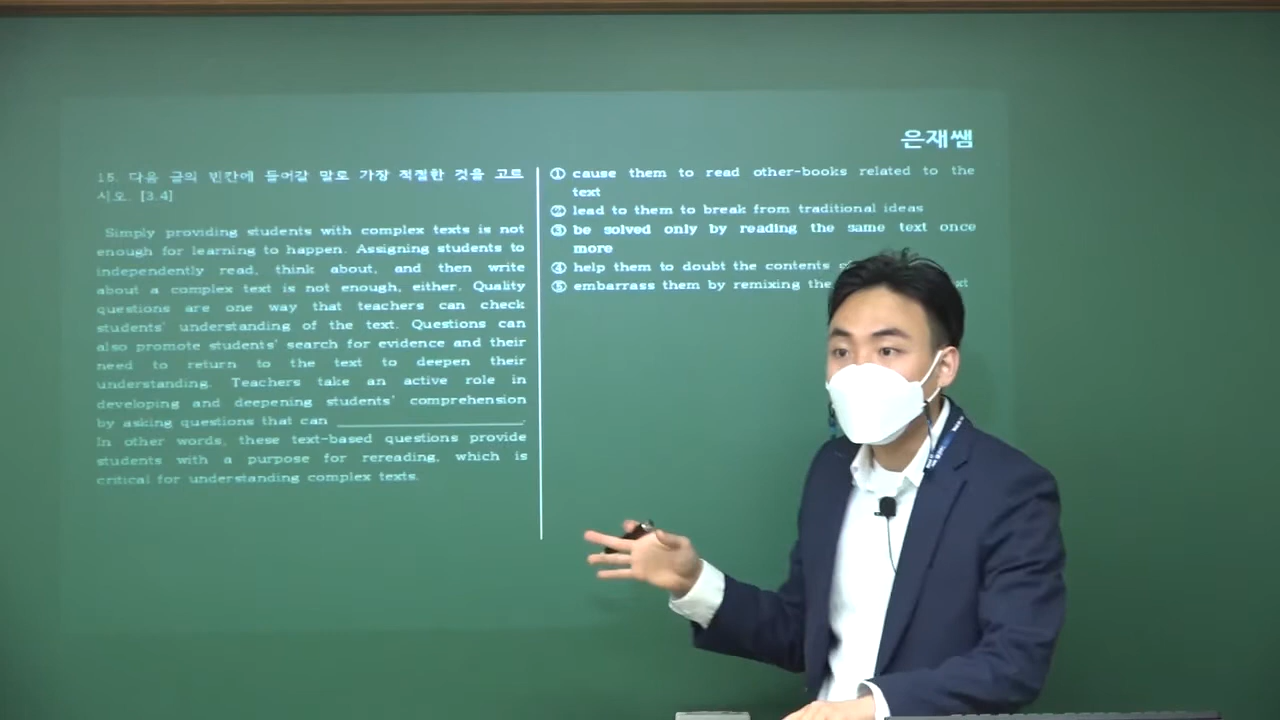 은재쌤
15. 다음 글의 빈칸에 들어갈 말로 가장 적절한 것을 고르
시오. [3.4]
Simply providing students with complex texts is not
enough for learning to happen. Assigning students to
independently read, think about, and then write
about a complex text is not enough, either. Quality
questions are one way that teachers can check
students' understanding of the text. Questions can
also promote students' search for evidence and their
need to return to the text to deepen their
understanding. Teachers take an active role in
developing and deepening students' comprehension
by asking questions that can ____________________.
In other words, these text-based questions provide
students with a purpose for rereading, which is
critical for understanding complex texts.
① cause them to read other-books related to the
text
② lead to them to break from traditional ideas
③ be solved only by reading the same text once
more
④ help them to doubt the contents
⑤ embarrass them by remixing the xt